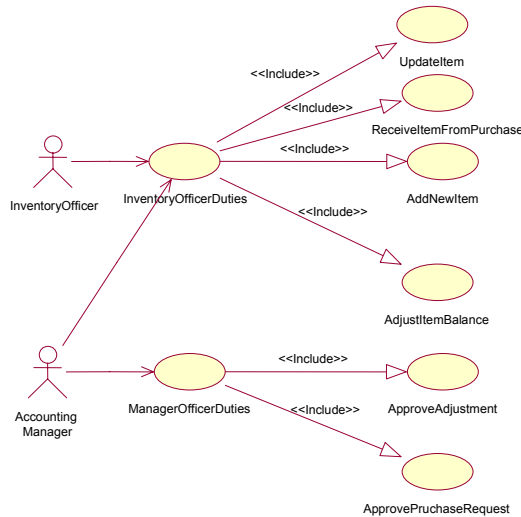 UpdateItem
<<Include>>
ReceiveItemFromPurchase
<<Include>>
<<Include>>
InventoryOfficer
InventoryOfficerDuties
AddNewItem
<<Include>>
AdjustItemBalance
<<Include>>
Accounting
Manager
ManagerOfficerDuties
<<Include>>
ApproveAdjustment
ApprovePruchaseRequest